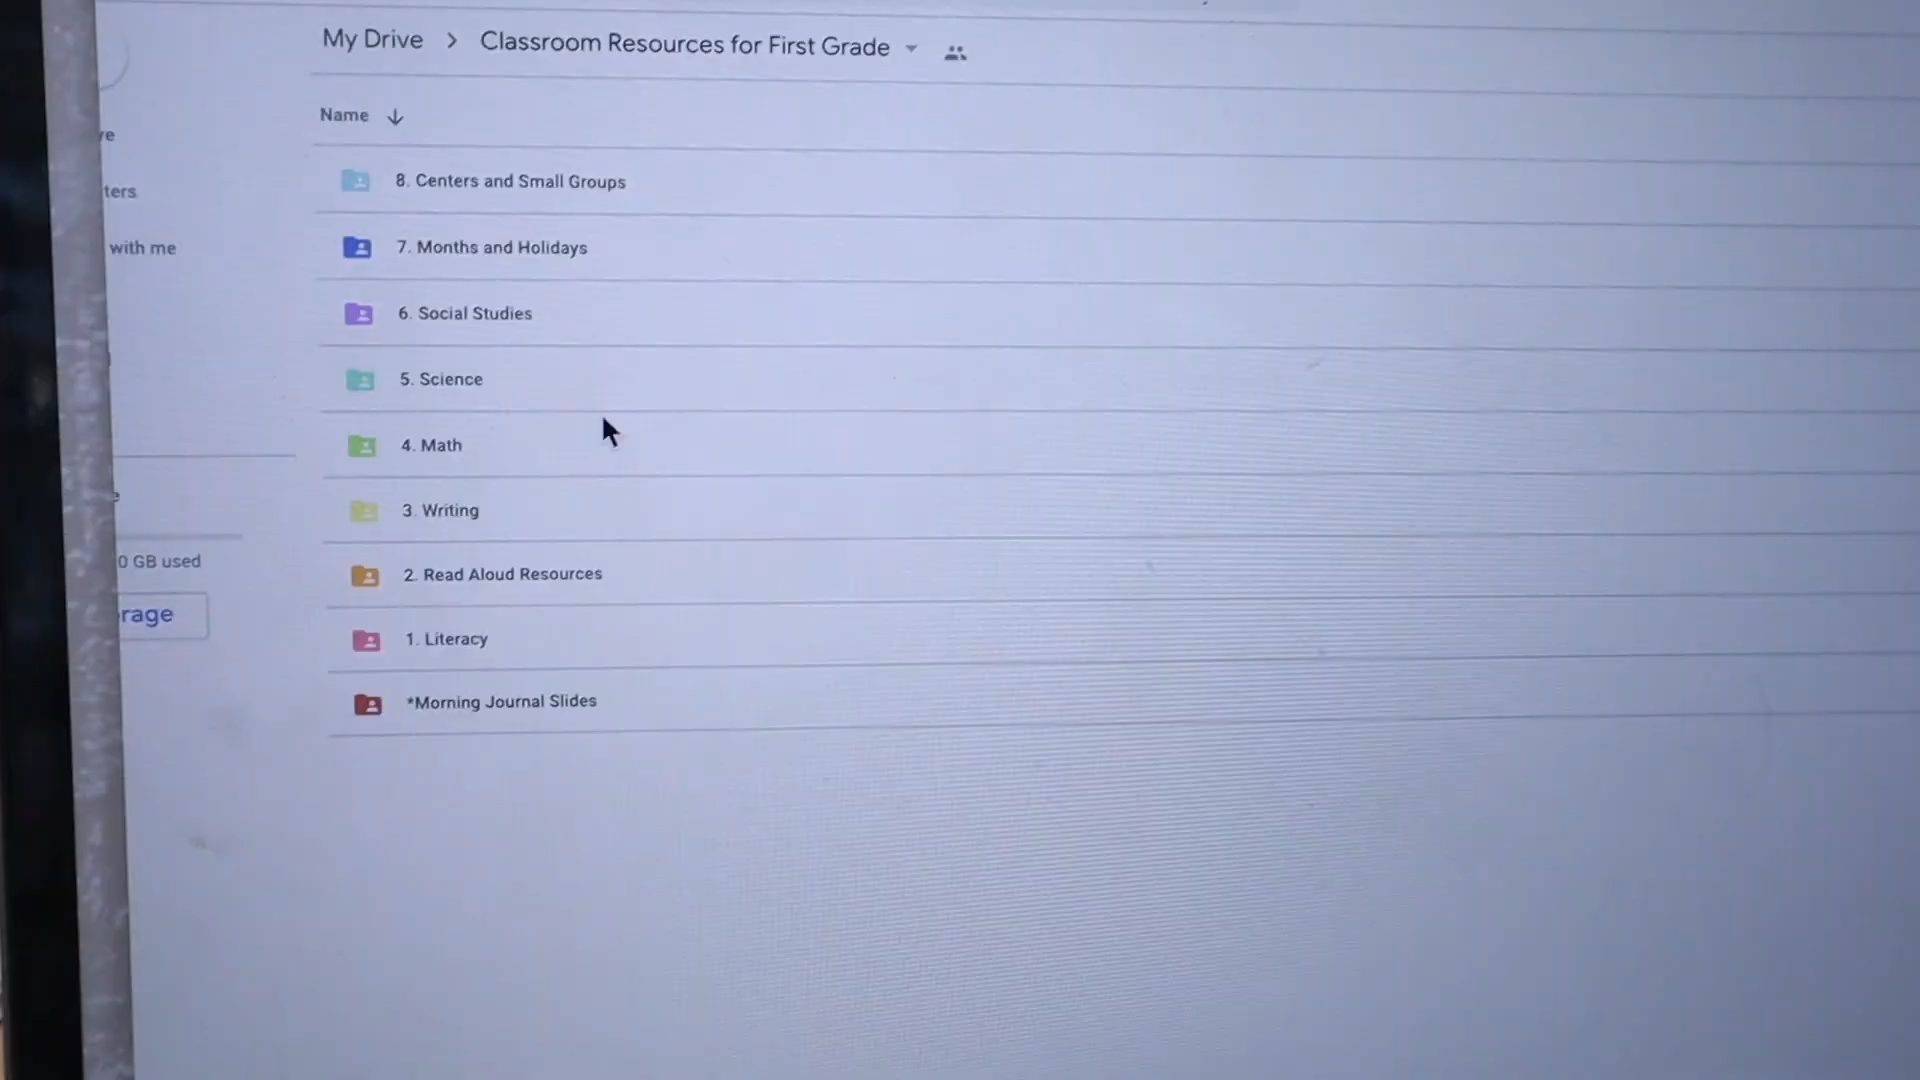 My Drive > Classroom Resources for First Grade
Name
8. Centers and Small Groups
7. Months and Holidays
6. Social Studies
5. Science
4. Math
3. Writing
2. Read Aloud Resources
1. Literacy
*Morning Journal Slides
ters
with me
0 GB used
rage